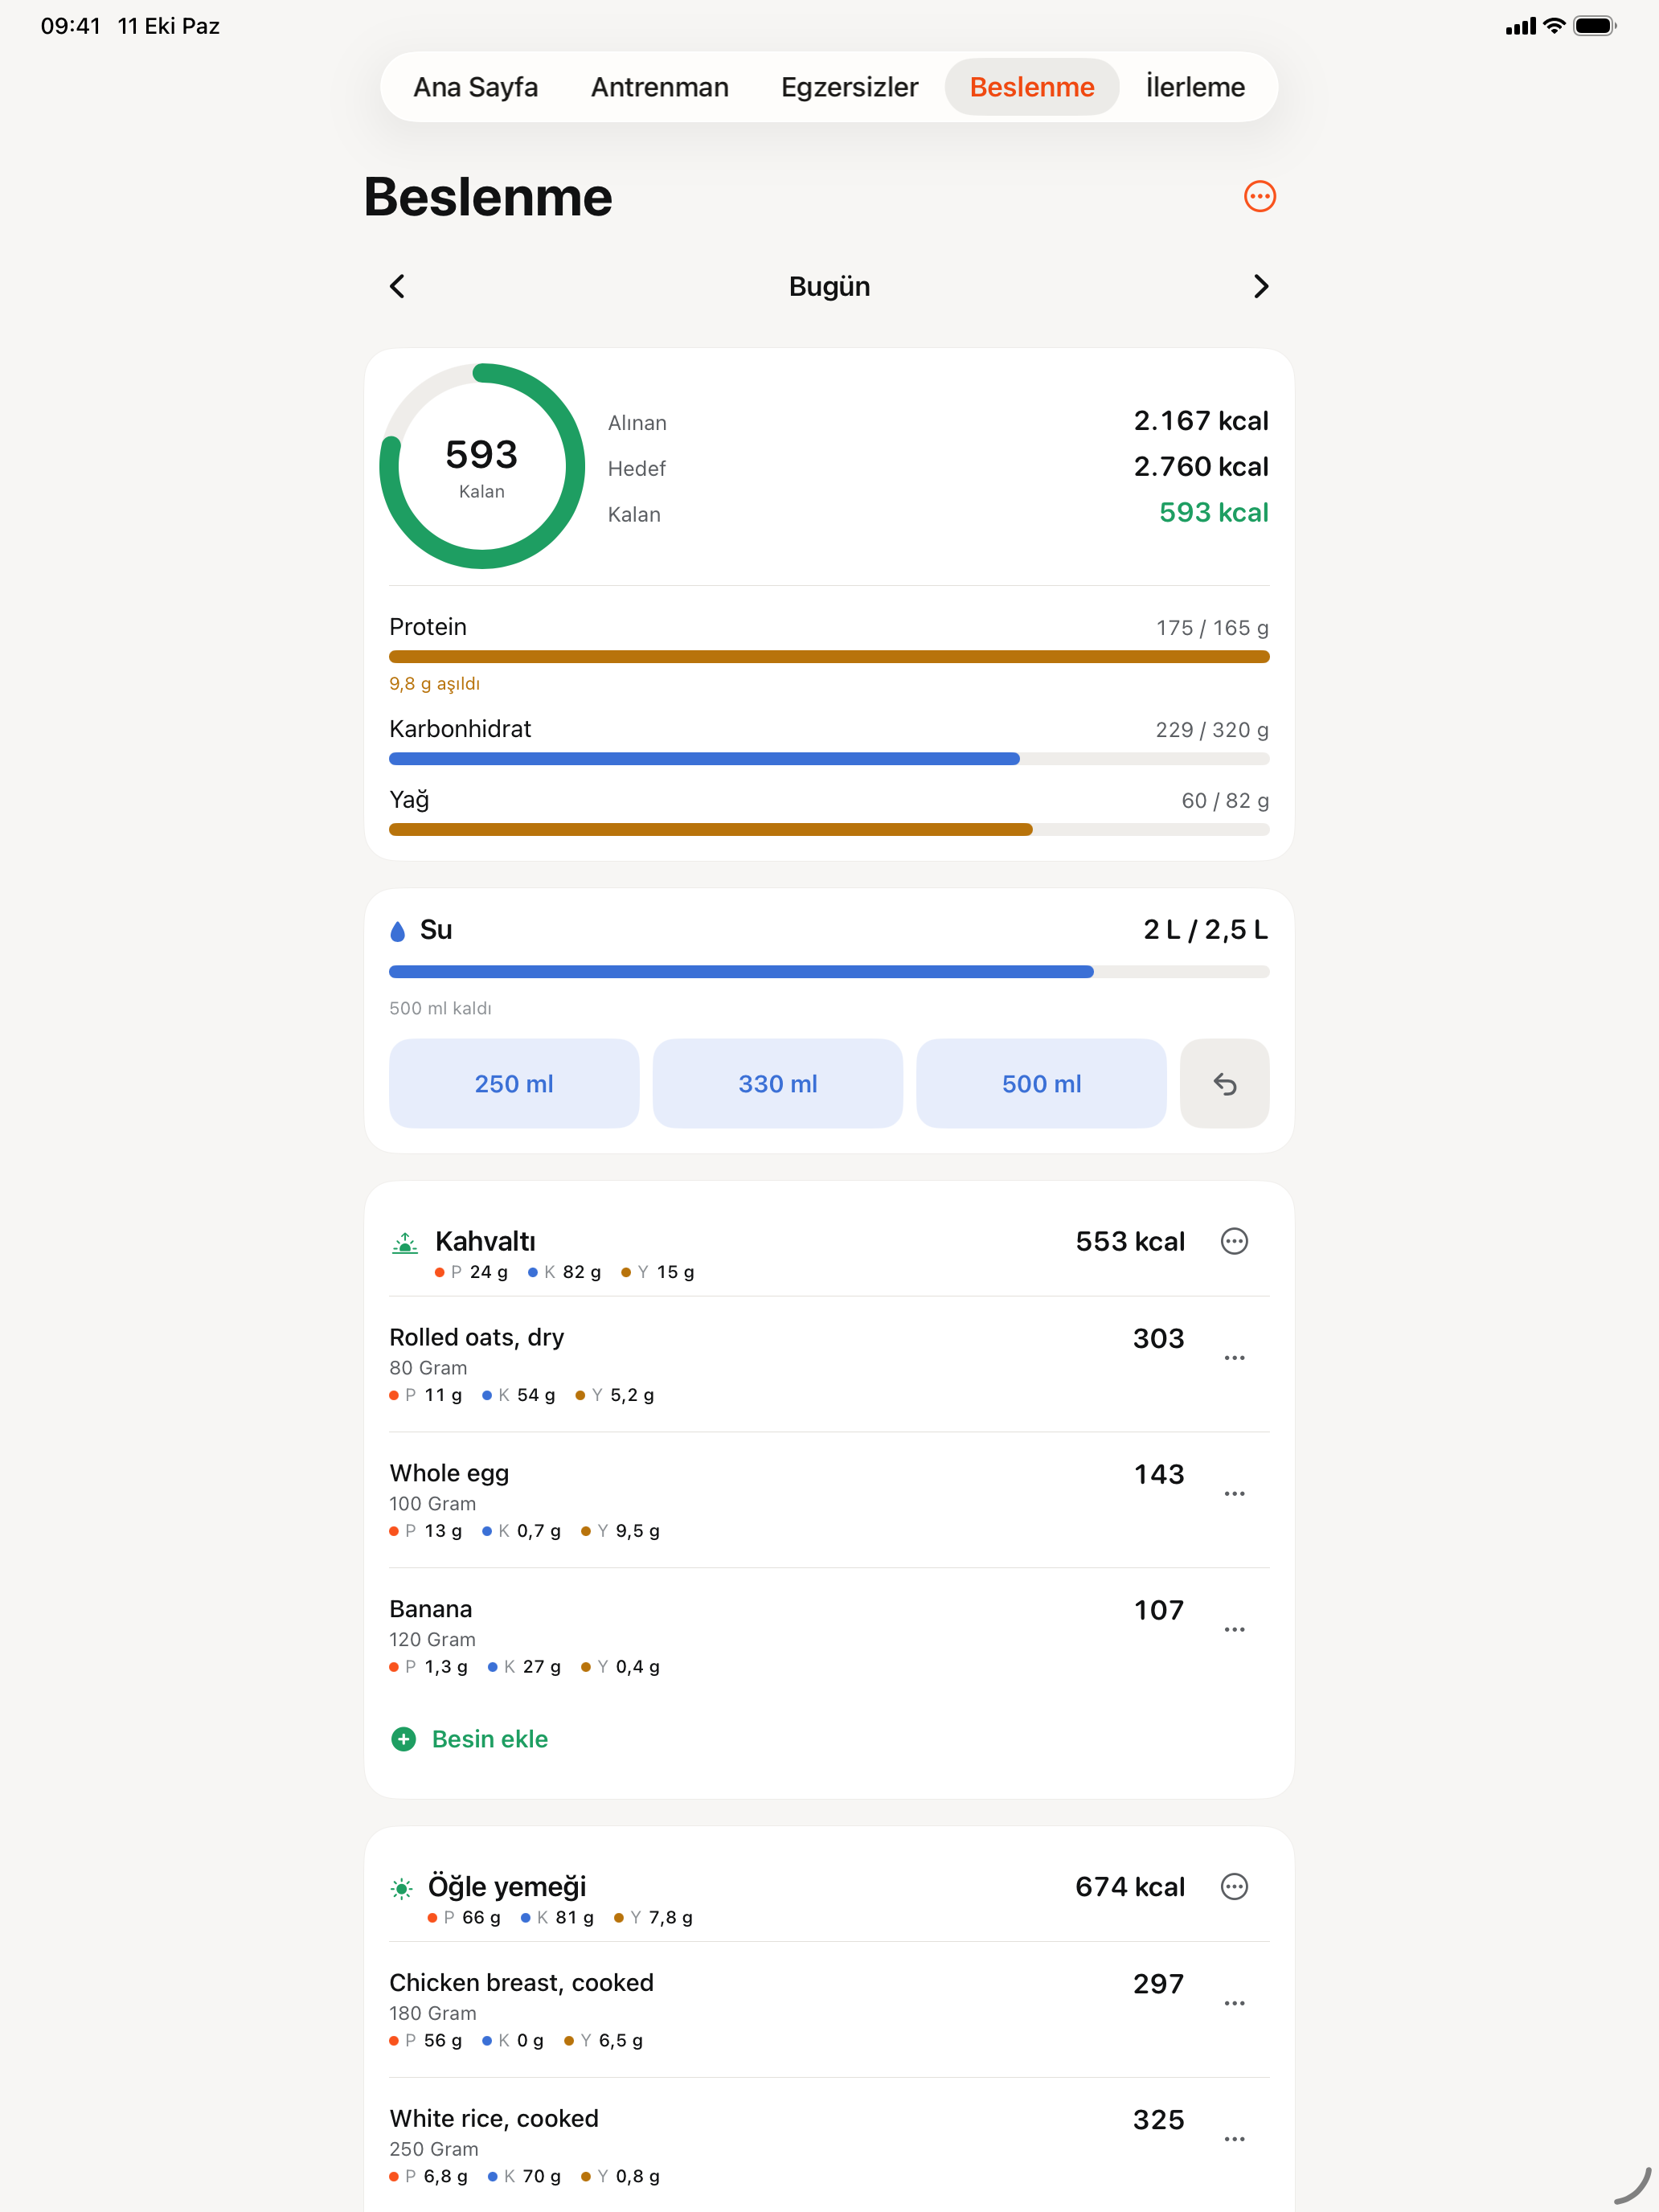 09:41 11 Eki Paz
Ana Sayfa Antrenman Egzersizler Beslenme İlerleme
Beslenme
Bugün
593
Kalan
Alınan 2.167 kcal
Hedef 2.760 kcal
Kalan 593 kcal
Protein 175 / 165 g
9,8 g aşıldı
Karbonhidrat 229 / 320 g
Yağ 60 / 82 g
Su 2 L / 2,5 L
500 ml kaldı
250 ml 330 ml 500 ml
Kahvaltı 553 kcal
P 24 g K 82 g Y 15 g
Rolled oats, dry 303
80 Gram
P 11 g K 54 g Y 5,2 g
Whole egg 143
100 Gram
P 13 g K 0,7 g Y 9,5 g
Banana 107
120 Gram
P 1,3 g K 27 g Y 0,4 g
Besin ekle
Öğle yemeği 674 kcal
P 66 g K 81 g Y 7,8 g
Chicken breast, cooked 297
180 Gram
P 56 g K 0 g Y 6,5 g
White rice, cooked 325
250 Gram
P 6,8 g K 70 g Y 0,8 g